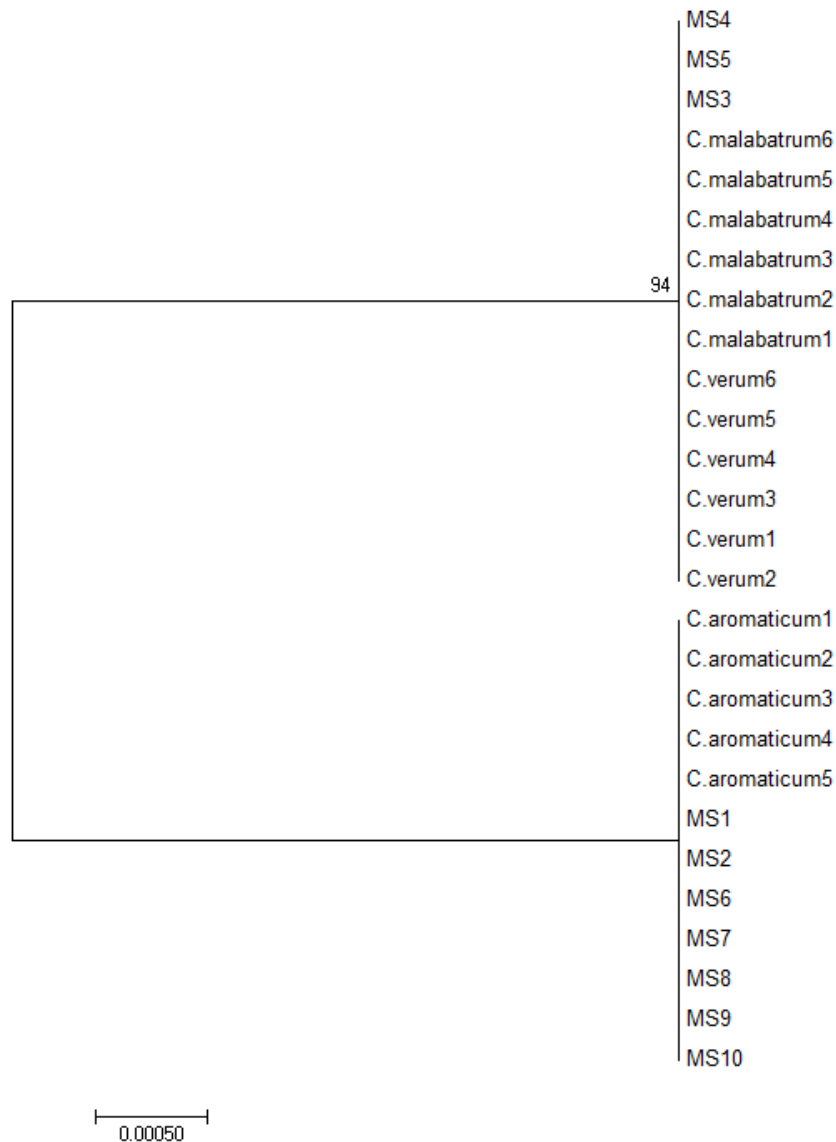 MS4
MS5
MS3
C.malabatrum6
C.malabatrum5
C.malabatrum4
C.malabatrum3
94
C.malabatrum2
C.malabatrum1
C.verum6
C.verum5
C.verum4
C.verum3
C.verum1
C.verum2
C.aromaticum1
C.aromaticum2
C.aromaticum3
C.aromaticum4
C.aromaticum5
MS1
MS2
MS6
MS7
MS8
MS9
MS10
0.00050